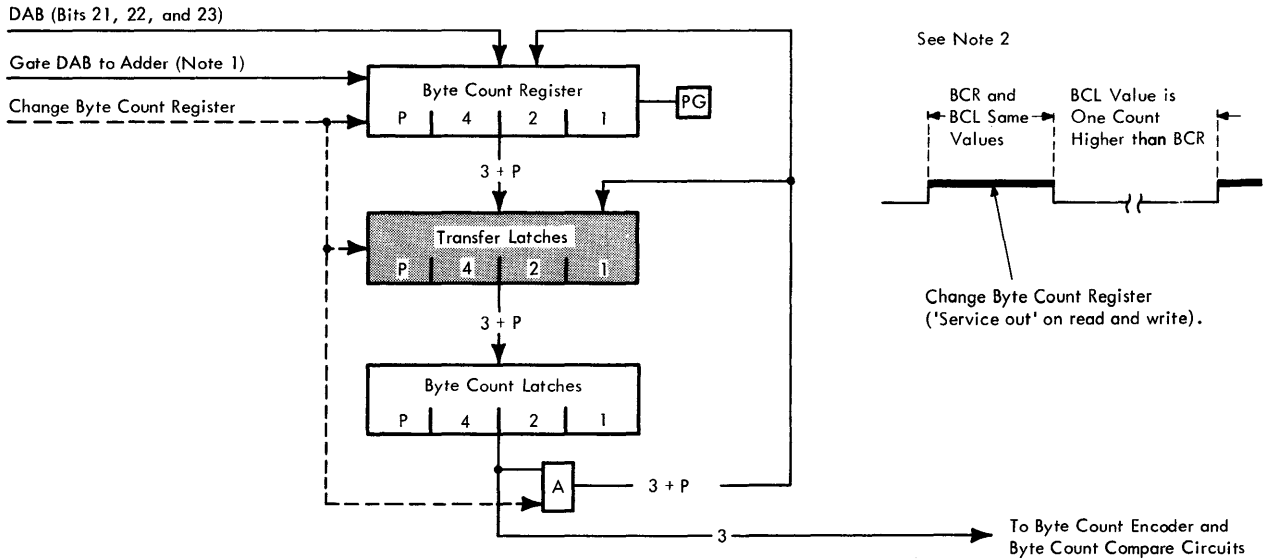 DAB (Bits 21, 22, and 23)
See Note 2
Gate DAB to Adder (Note 1)
Change Byte Count Register
Byte Count Register
P 4 2 1
PG
BCR and
BCL Same
Values
BCL Value is
One Count
Higher than BCR
3 + P
Transfer Latches
P 4 2 1
Change Byte Count Register
('Service out' on read and write).
3 + P
Byte Count Latches
P 4 2 1
A
3 + P
3
To Byte Count Encoder and
Byte Count Compare Circuits